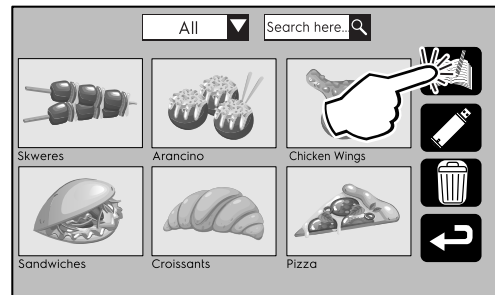 All
Search here...
Skweres
Arancino
Chicken Wings
Sandwiches
Croissants
Pizza